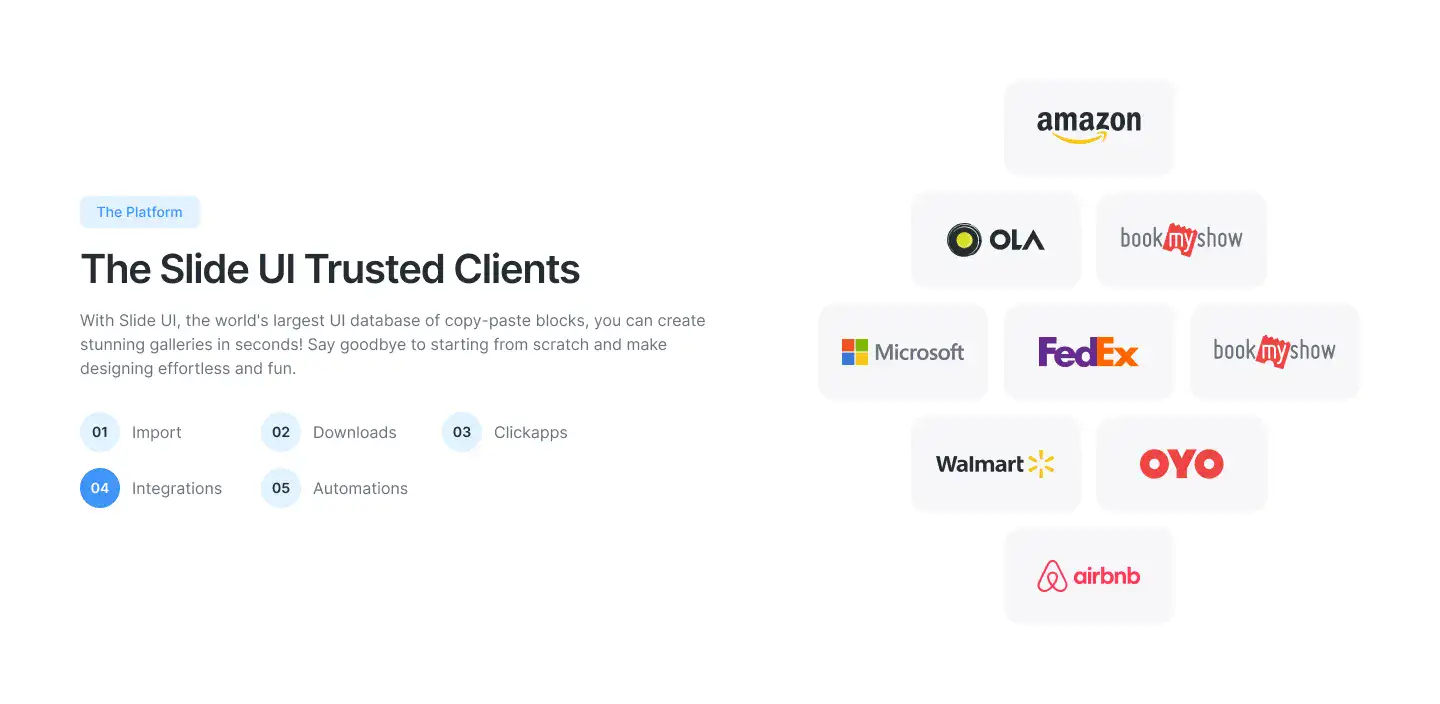 The Platform
The Slide UI Trusted Clients
With Slide UI, the world's largest UI database of copy-paste blocks, you can create
stunning galleries in seconds! Say goodbye to starting from scratch and make
designing effortless and fun.
01 Import 02 Downloads 03 Clickapps
04 Integrations 05 Automations
amazon
OLA bookmyshow
Microsoft FedEx bookmyshow
Walmart OYO
airbnb